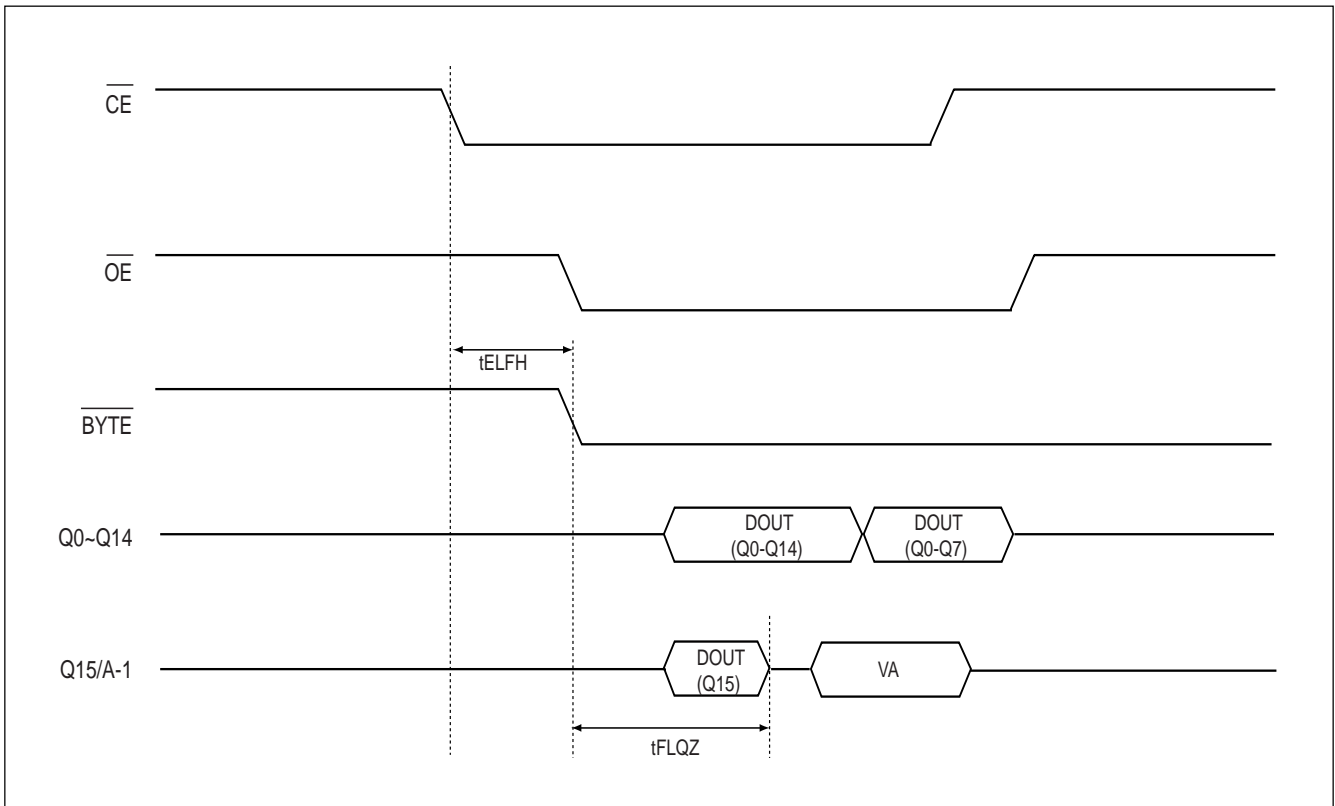 CE
OE
tELFH
BYTE
Q0~Q14
DOUT
(Q0-Q14)
DOUT
(Q0-Q7)
Q15/A-1
DOUT
(Q15)
VA
tFLQZ